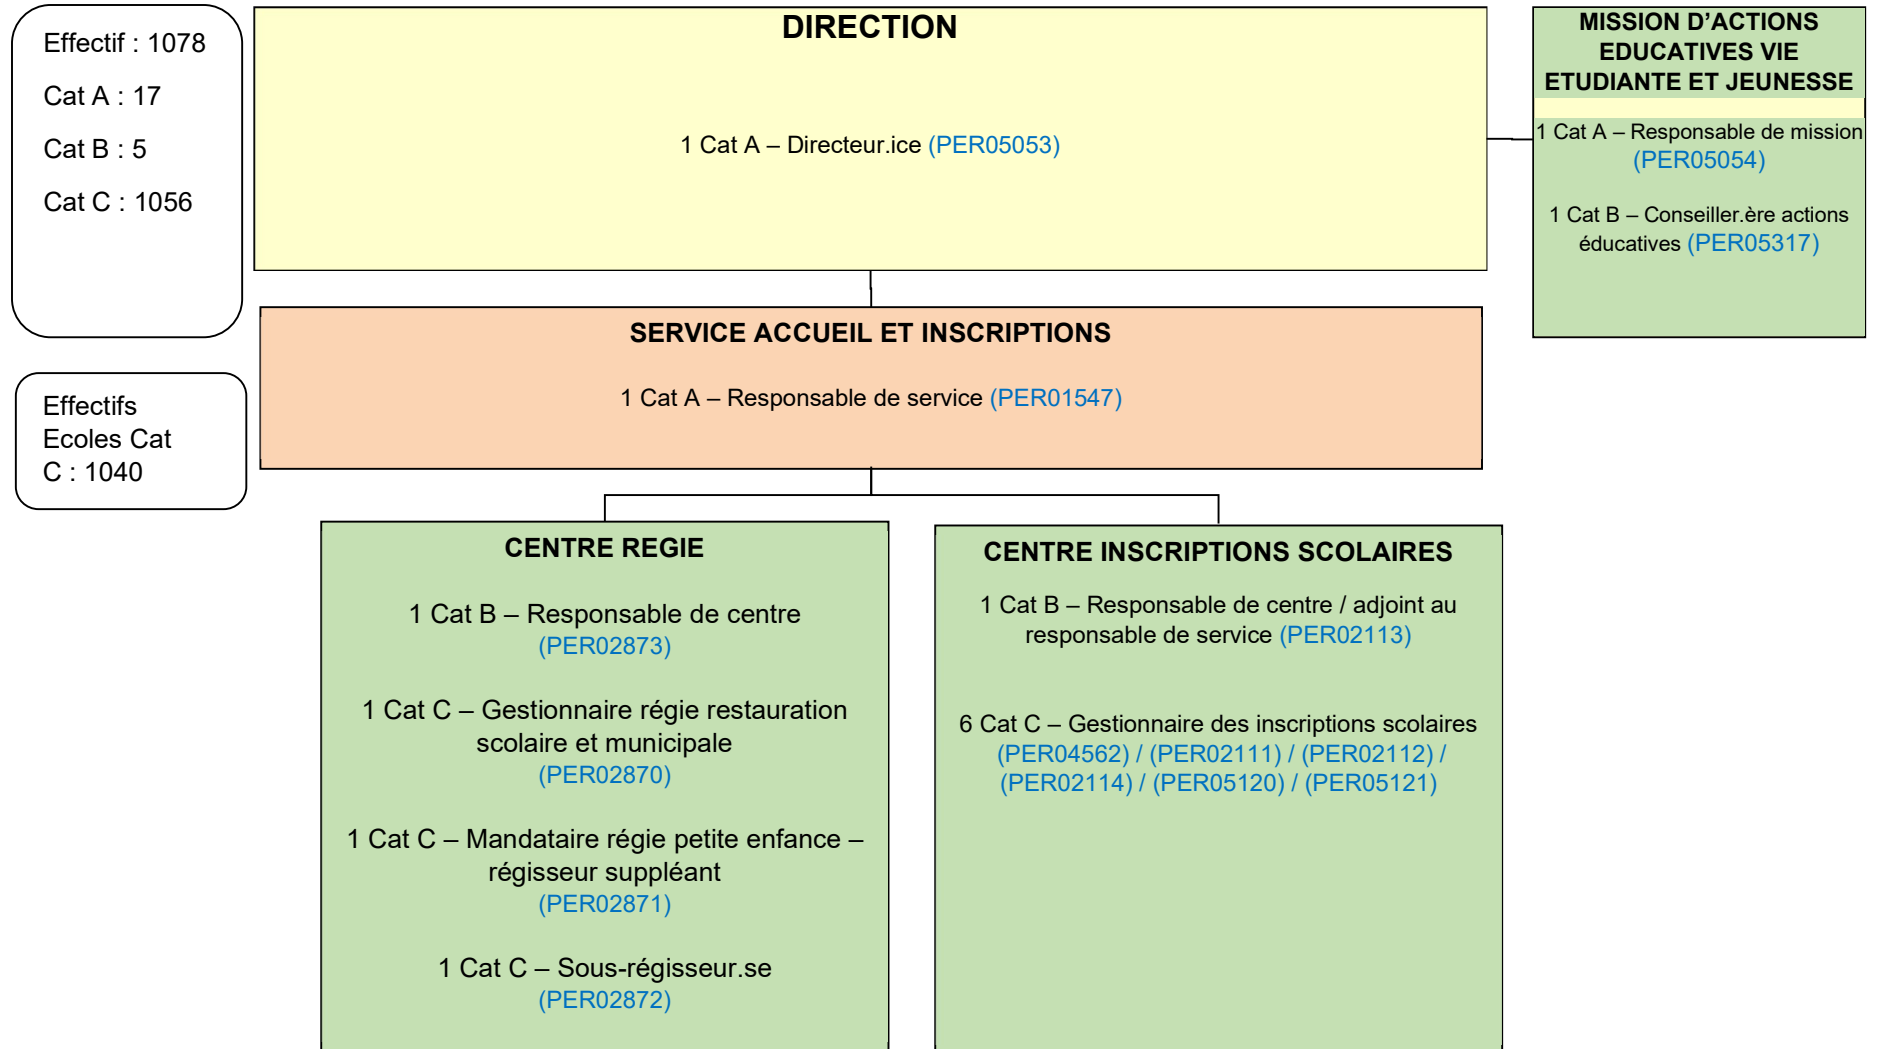 Effectif : 1078
Cat A : 17
Cat B : 5
Cat C : 1056
DIRECTION
1 Cat A – Directeur.ice (PER05053)
MISSION D’ACTIONS
EDUCATIVES VIE
ETUDIANTE ET JEUNESSE
1 Cat A – Responsable de mission
(PER05054)
1 Cat B – Conseiller.ère actions
éducatives (PER05317)
SERVICE ACCUEIL ET INSCRIPTIONS
1 Cat A – Responsable de service (PER01547)
Effectifs
Ecoles Cat
C : 1040
CENTRE REGIE
1 Cat B – Responsable de centre
(PER02873)
1 Cat C – Gestionnaire régie restauration
scolaire et municipale
(PER02870)
1 Cat C – Mandataire régie petite enfance –
régisseur suppléant
(PER02871)
1 Cat C – Sous-régisseur.se
(PER02872)
CENTRE INSCRIPTIONS SCOLAIRES
1 Cat B – Responsable de centre / adjoint au
responsable de service (PER02113)
6 Cat C – Gestionnaire des inscriptions scolaires
(PER04562) / (PER02111) / (PER02112) /
(PER02114) / (PER05120) / (PER05121)